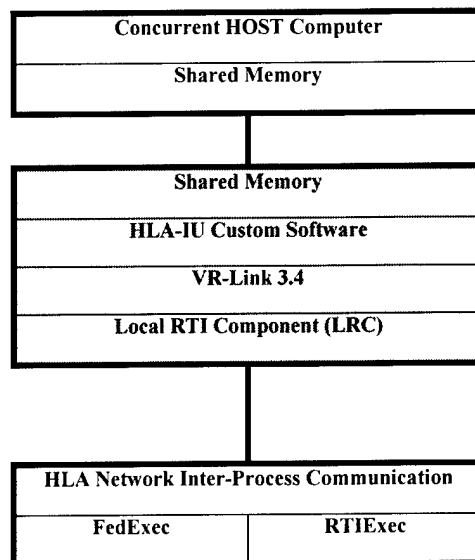 Concurrent HOST Computer
Shared Memory
Shared Memory
HLA-IU Custom Software
VR-Link 3.4
Local RTI Component (LRC)
HLA Network Inter-Process Communication
FedExec
RTIExec